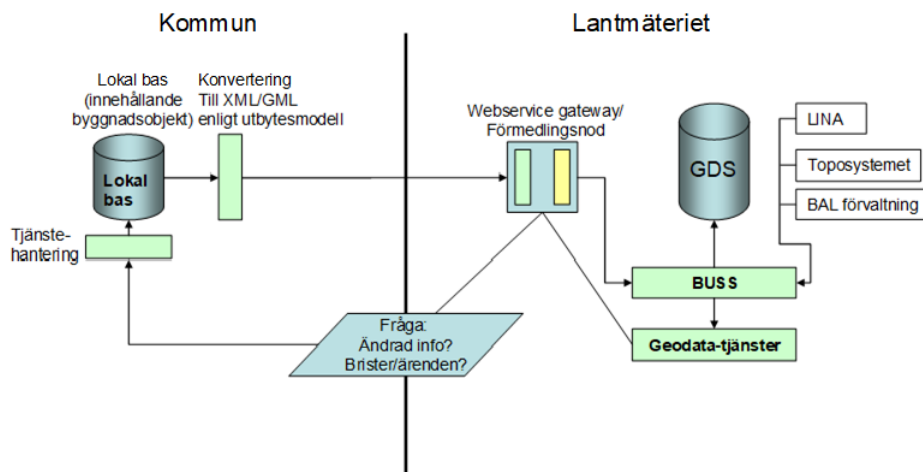 Kommun
Lantmäteriet
Lokal bas
(innehållande
byggnadsobjekt)
Konvertering
Till XML/GML
enligt utbytesmodell
Lokal
bas
Tjänste-
hantering
Webservice gateway/
Förmedlingsnod
GDS
LINA
Toposystemet
BAL förvaltning
BUSS
Geodata-tjänster
Fråga:
Ändrad info?
Brister/ärenden?